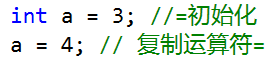 int a = 3; //=初始化
a = 4; // 复制运算符=